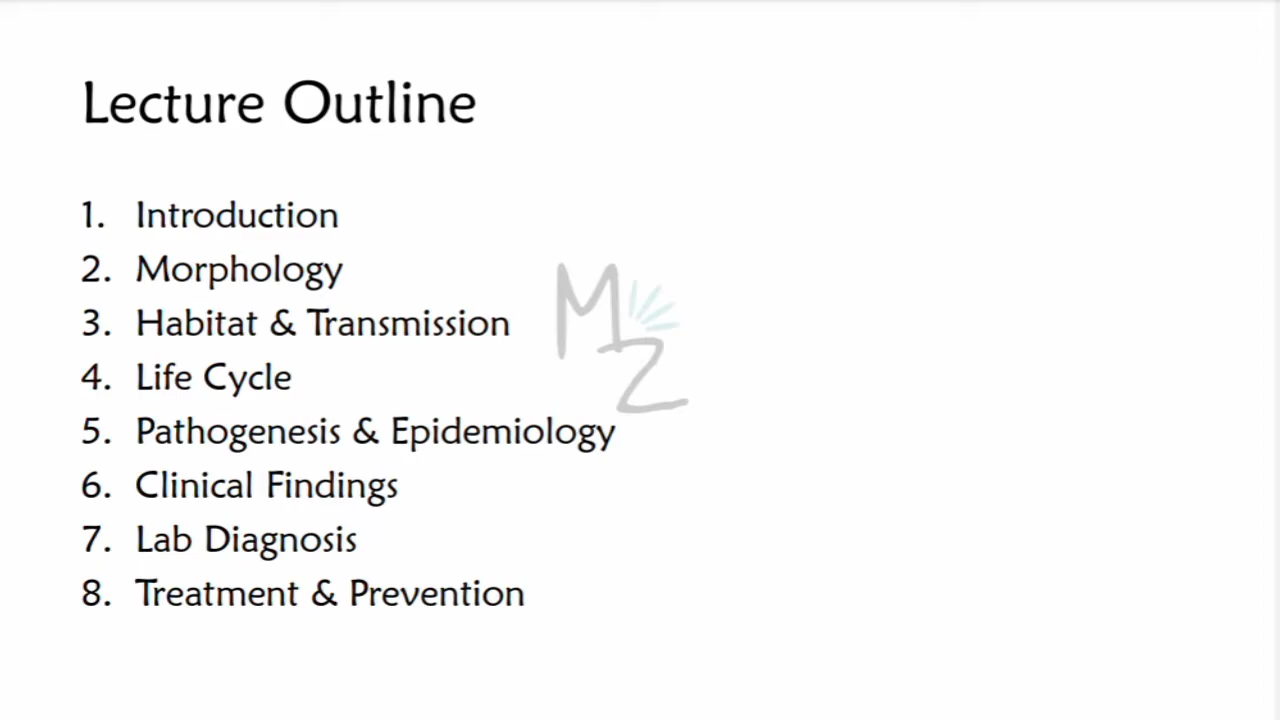 Lecture Outline
1. Introduction
2. Morphology
3. Habitat & Transmission
4. Life Cycle
5. Pathogenesis & Epidemiology
6. Clinical Findings
7. Lab Diagnosis
8. Treatment & Prevention
M
Z